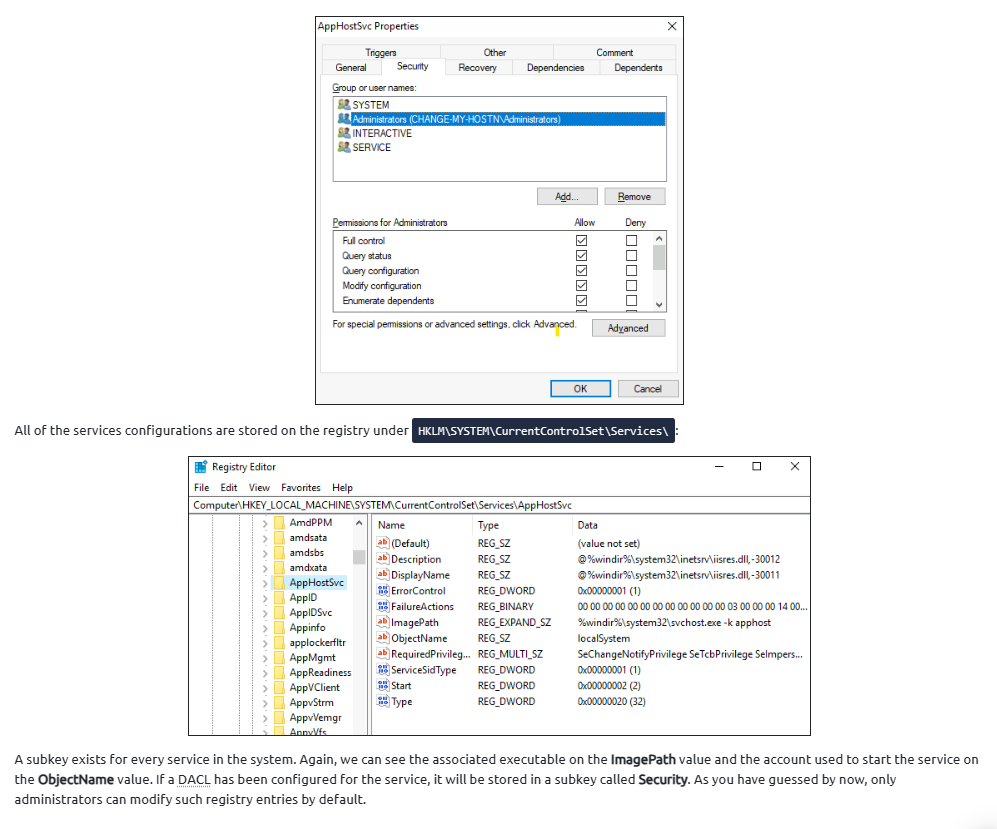 AppHostSvc Properties
Triggers Other Comment
General Security Recovery Dependencies Dependents
Group or user names:
SYSTEM
Administrators (CHANGE-MY-HOSTN\Administrators)
INTERACTIVE
SERVICE
Add... Remove
Permissions for Administrators Allow Deny
Full control
Query status
Query configuration
Modify configuration
Enumerate dependents
For special permissions or advanced settings, click Advanced. Advanced
OK Cancel
All of the services configurations are stored on the registry under HKLM\SYSTEM\CurrentControlSet\Services\ :
Registry Editor
File Edit View Favorites Help
Computer\HKEY_LOCAL_MACHINE\SYSTEM\CurrentControlSet\Services\AppHostSvc
AmdPPM
amdsata
amdsbs
amdxata
AppHostSvc
AppID
AppIDSvc
Appinfo
applockerfltr
AppMgmt
AppReadiness
AppVClient
AppvStrm
AppvVemgr
AppvVfs
Name Type Data
(Default) REG_SZ (value not set)
Description REG_SZ @%windir%\system32\inetsrv\iisres.dll,-30012
DisplayName REG_SZ @%windir%\system32\inetsrv\iisres.dll,-30011
ErrorControl REG_DWORD 0x00000001 (1)
FailureActions REG_BINARY 00 00 00 00 00 00 00 00 00 00 00 00 03 00 00 00 14 00...
ImagePath REG_EXPAND_SZ %windir%\system32\svchost.exe -k apphost
ObjectName REG_SZ localSystem
RequiredPrivileg... REG_MULTI_SZ SeChangeNotifyPrivilege SeTcbPrivilege SeImpers...
ServiceSidType REG_DWORD 0x00000001 (1)
Start REG_DWORD 0x00000002 (2)
Type REG_DWORD 0x00000020 (32)
A subkey exists for every service in the system. Again, we can see the associated executable on the ImagePath value and the account used to start the service on
the ObjectName value. If a DACL has been configured for the service, it will be stored in a subkey called Security. As you have guessed by now, only
administrators can modify such registry entries by default.